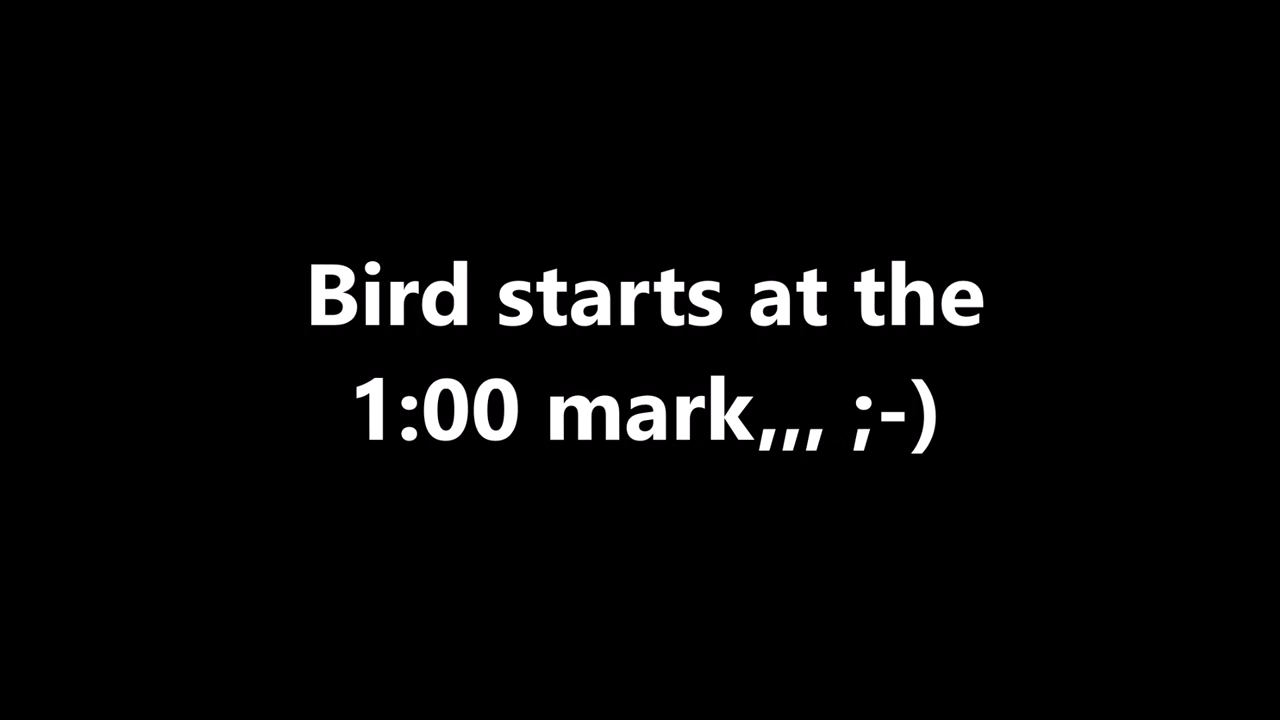 Bird starts at the
1:00 mark,,, ;-)